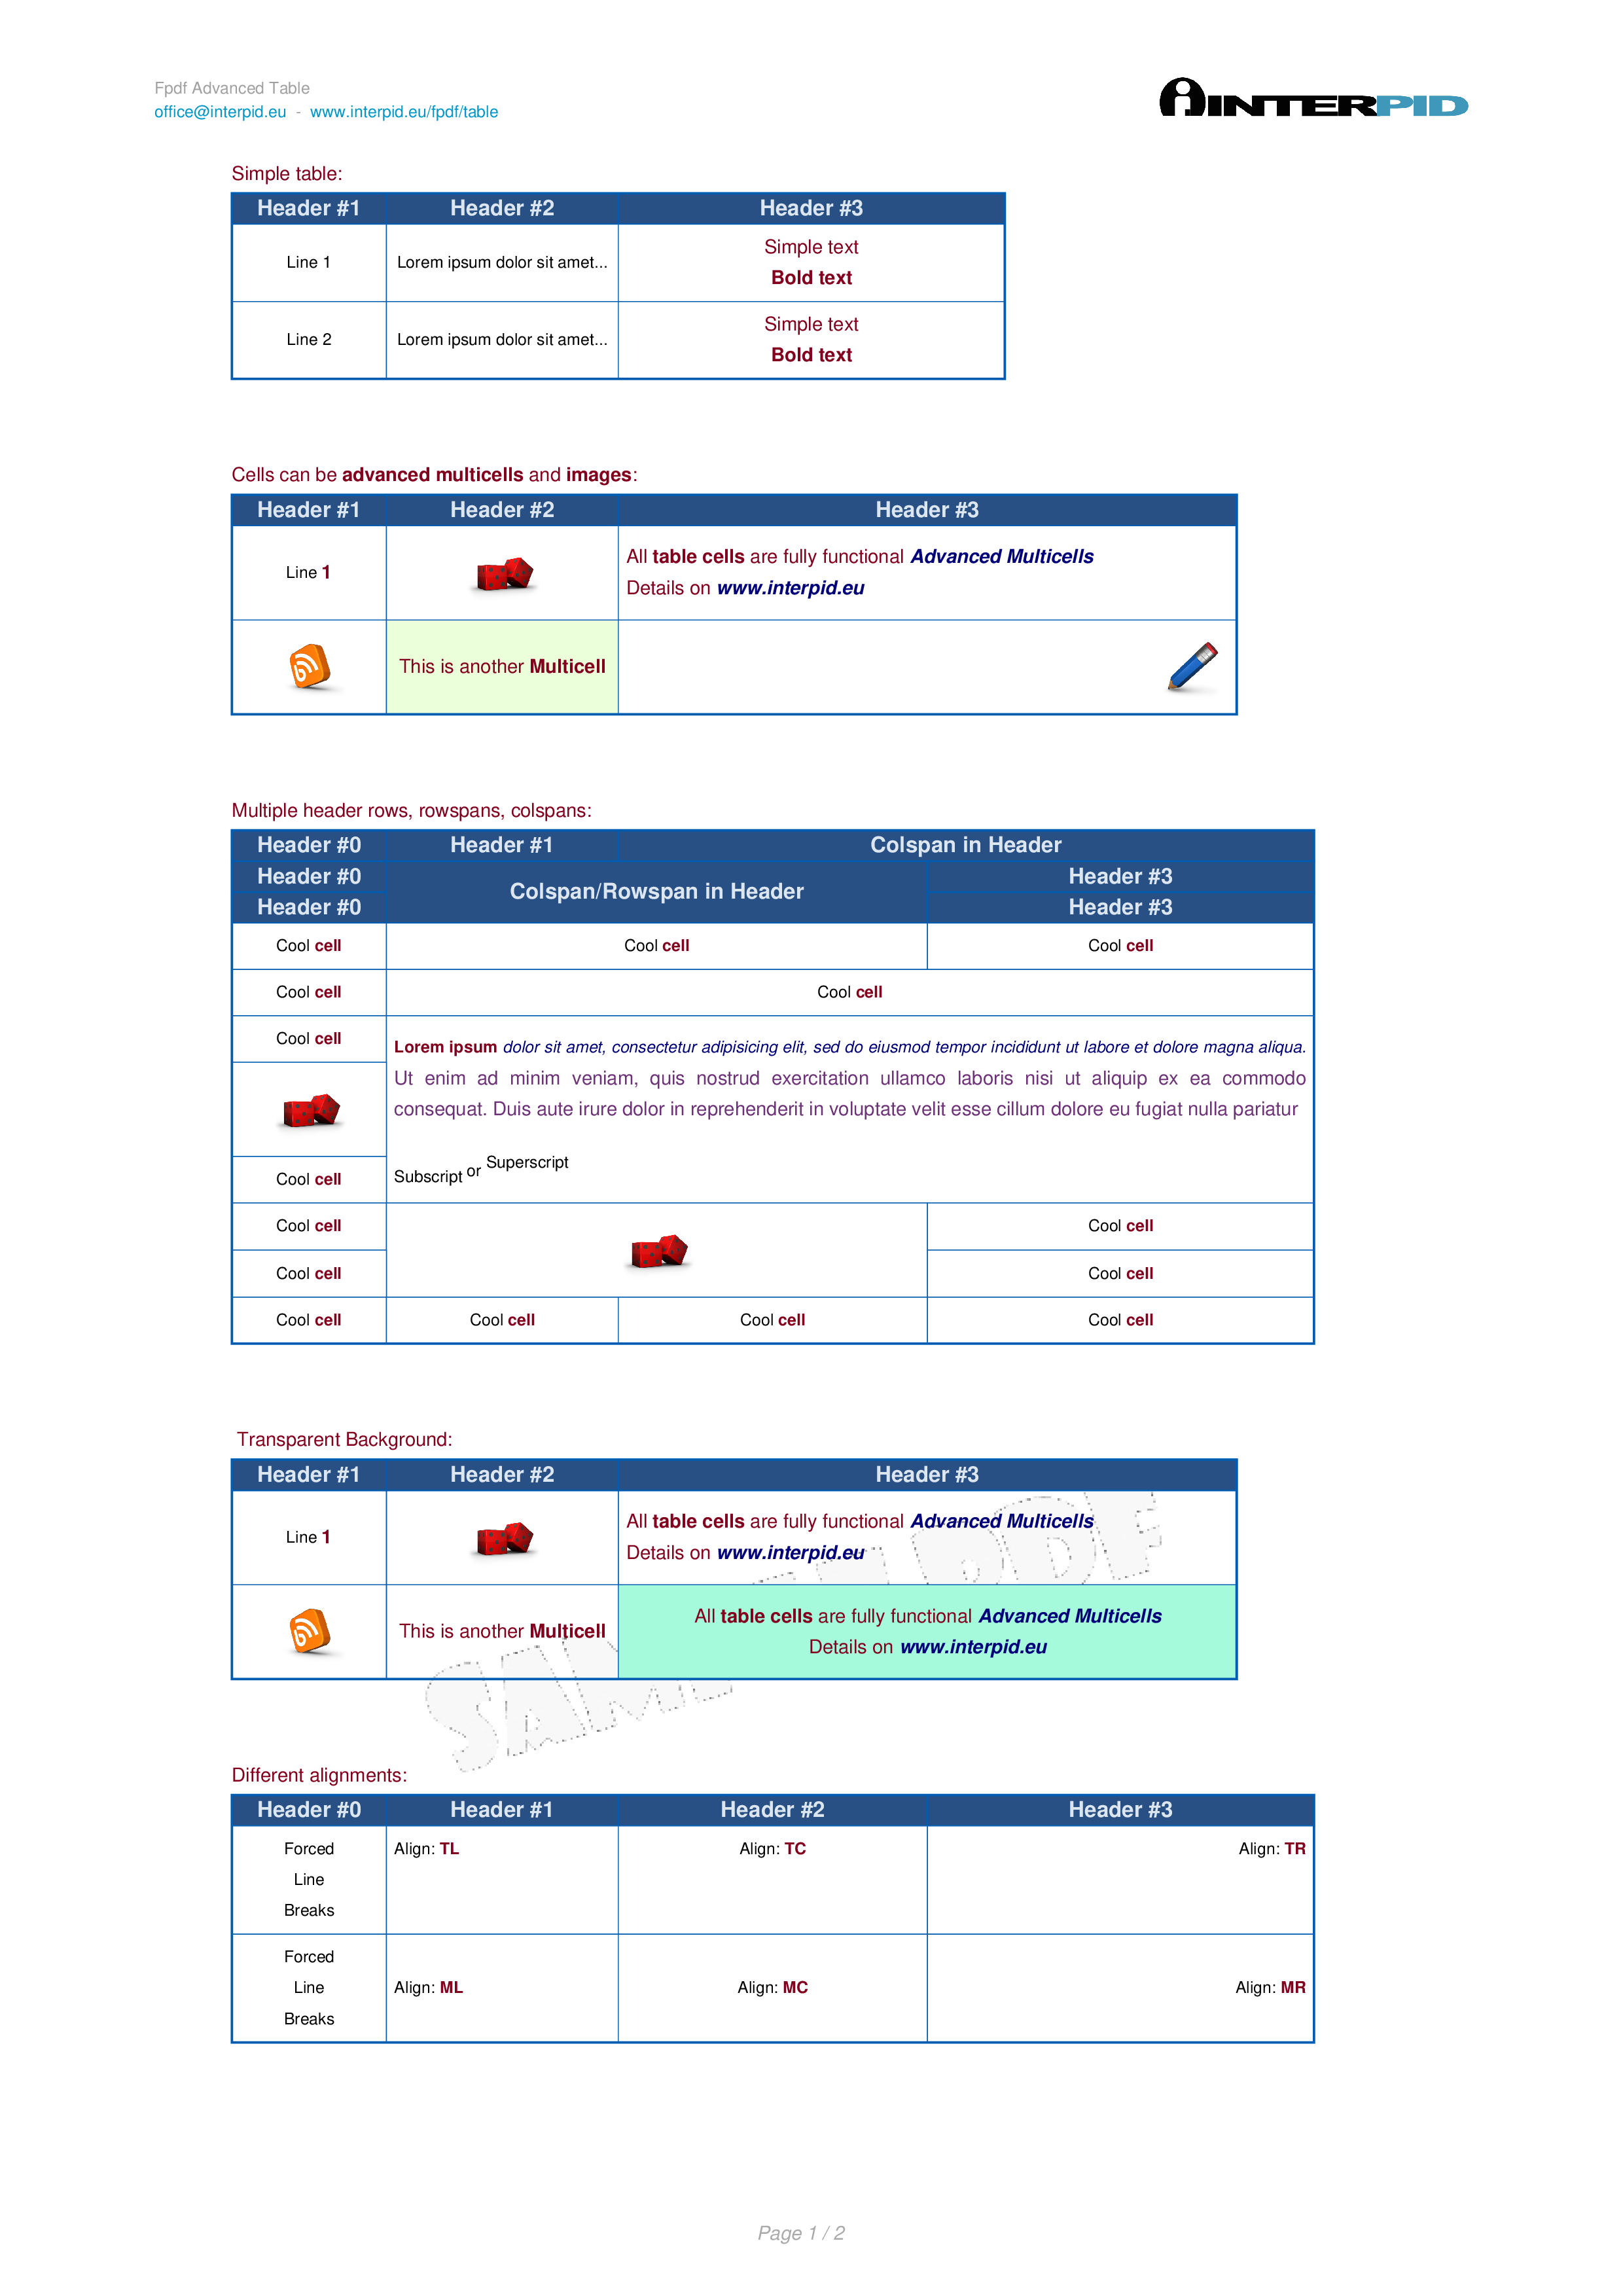 Fpdf Advanced Table
office@interpid.eu - www.interpid.eu/fpdf/table
INTERPID
Simple table:
Header #1 Header #2 Header #3
Line 1 Lorem ipsum dolor sit amet... Simple text
Bold text
Line 2 Lorem ipsum dolor sit amet... Simple text
Bold text
Cells can be advanced multicells and images:
Header #1 Header #2 Header #3
Line 1 All table cells are fully functional Advanced Multicells
Details on www.interpid.eu
This is another Multicell
Multiple header rows, rowspans, colspans:
Header #0 Header #1 Colspan in Header
Header #0 Colspan/Rowspan in Header Header #3
Header #0 Header #3
Cool cell Cool cell Cool cell
Cool cell Cool cell
Cool cell
Lorem ipsum dolor sit amet, consectetur adipisicing elit, sed do eiusmod tempor incididunt ut labore et dolore magna aliqua.
Ut enim ad minim veniam, quis nostrud exercitation ullamco laboris nisi ut aliquip ex ea commodo
consequat. Duis aute irure dolor in reprehenderit in voluptate velit esse cillum dolore eu fugiat nulla pariatur
Cool cell Subscript or Superscript
Cool cell Cool cell
Cool cell Cool cell
Cool cell Cool cell Cool cell Cool cell
Transparent Background:
Header #1 Header #2 Header #3
Line 1 All table cells are fully functional Advanced Multicells
Details on www.interpid.eu
This is another Multicell All table cells are fully functional Advanced Multicells
Details on www.interpid.eu
Different alignments:
Header #0 Header #1 Header #2 Header #3
Forced Align: TL Align: TC Align: TR
Line
Breaks
Forced
Line Align: ML Align: MC Align: MR
Breaks
Page 1 / 2